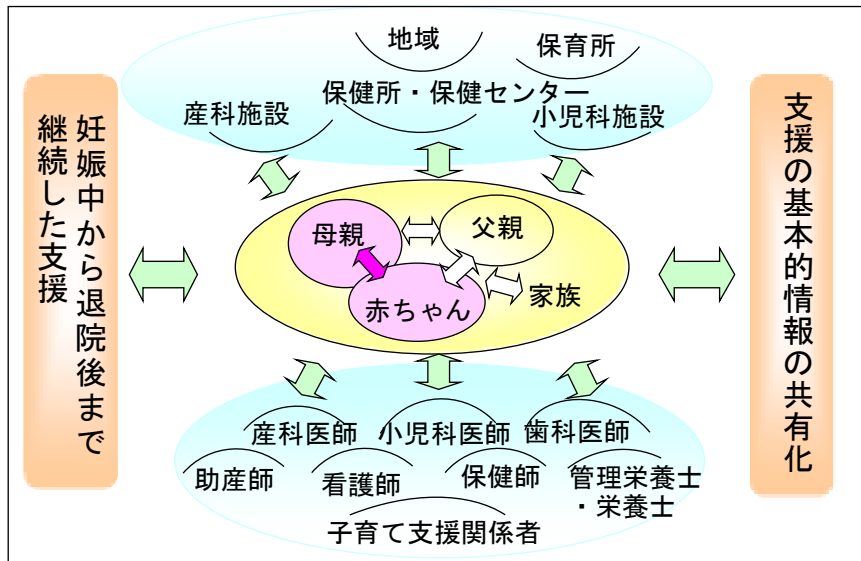 地域
保育所
保健所・保健センター
産科施設
小児科施設
妊娠中から退院後まで
継続した支援
支援の基本的情報の共有化
母親
父親
赤ちゃん
家族
産科医師
小児科医師
歯科医師
助産師
看護師
保健師
管理栄養士
・栄養士
子育て支援関係者